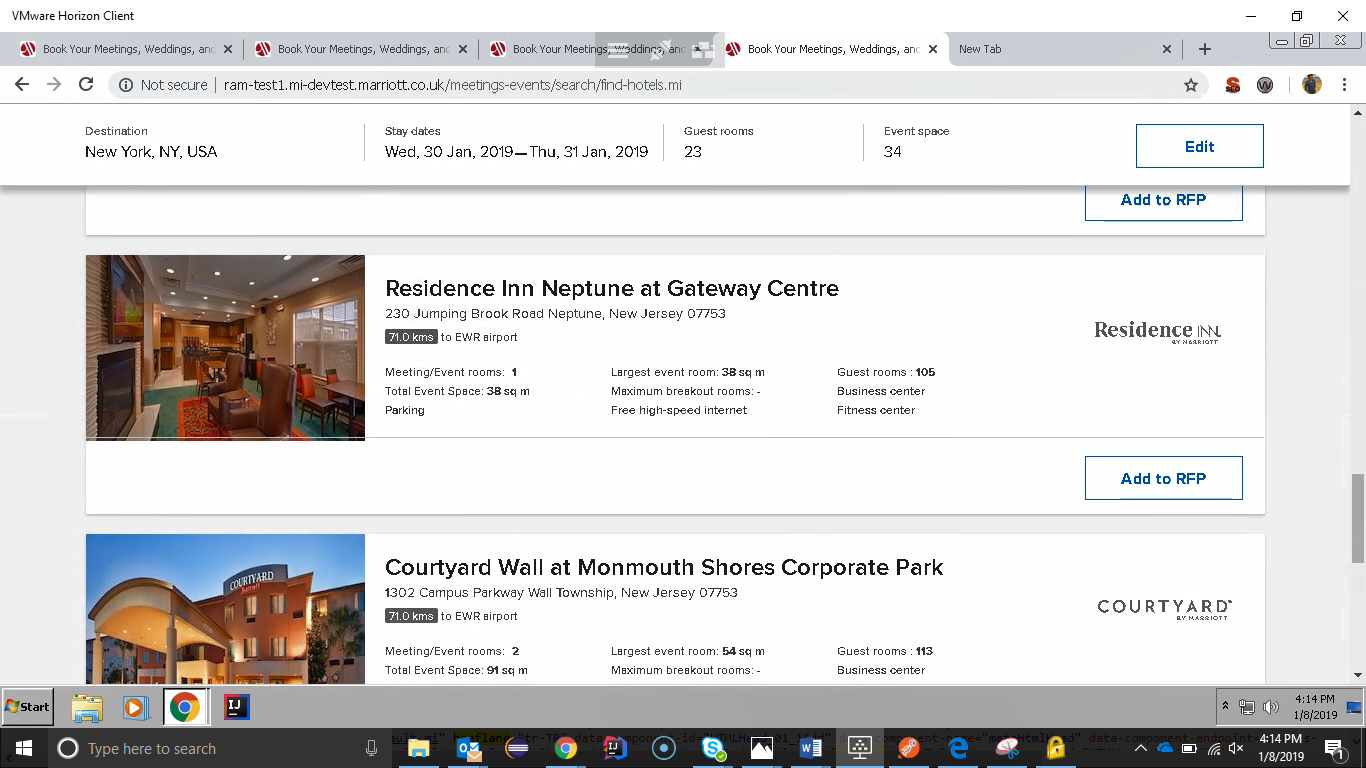 VMware Horizon Client
Book Your Meetings, Weddings, and
Book Your Meetings, Weddings, and
Book Your Meetings, Weddings, and
Book Your Meetings, Weddings, and
New Tab
Not secure | ram-test1.mi-devtest.marriott.co.uk/meetings-events/search/find-hotels.mi
Destination
Stay dates
Guest rooms
Event space
New York, NY, USA
Wed, 30 Jan, 2019—Thu, 31 Jan, 2019
23
34
Edit
Add to RFP
Residence Inn Neptune at Gateway Centre
230 Jumping Brook Road Neptune, New Jersey 07753
71.0 kms to EWR airport
Residence INN.
BY MARRIOTT
Meeting/Event rooms: 1
Largest event room: 38 sq m
Guest rooms : 105
Total Event Space: 38 sq m
Maximum breakout rooms: -
Business center
Parking
Free high-speed internet
Fitness center
Add to RFP
COURTYARD
Marriott
Courtyard Wall at Monmouth Shores Corporate Park
1302 Campus Parkway Wall Township, New Jersey 07753
71.0 kms to EWR airport
COURTYARD
BY MARRIOTT
Meeting/Event rooms: 2
Largest event room: 54 sq m
Guest rooms : 113
Total Event Space: 91 sq m
Maximum breakout rooms: -
Business center
Start
IJ
4:14 PM
1/8/2019
Type here to search
4:14 PM
1/8/2019
1